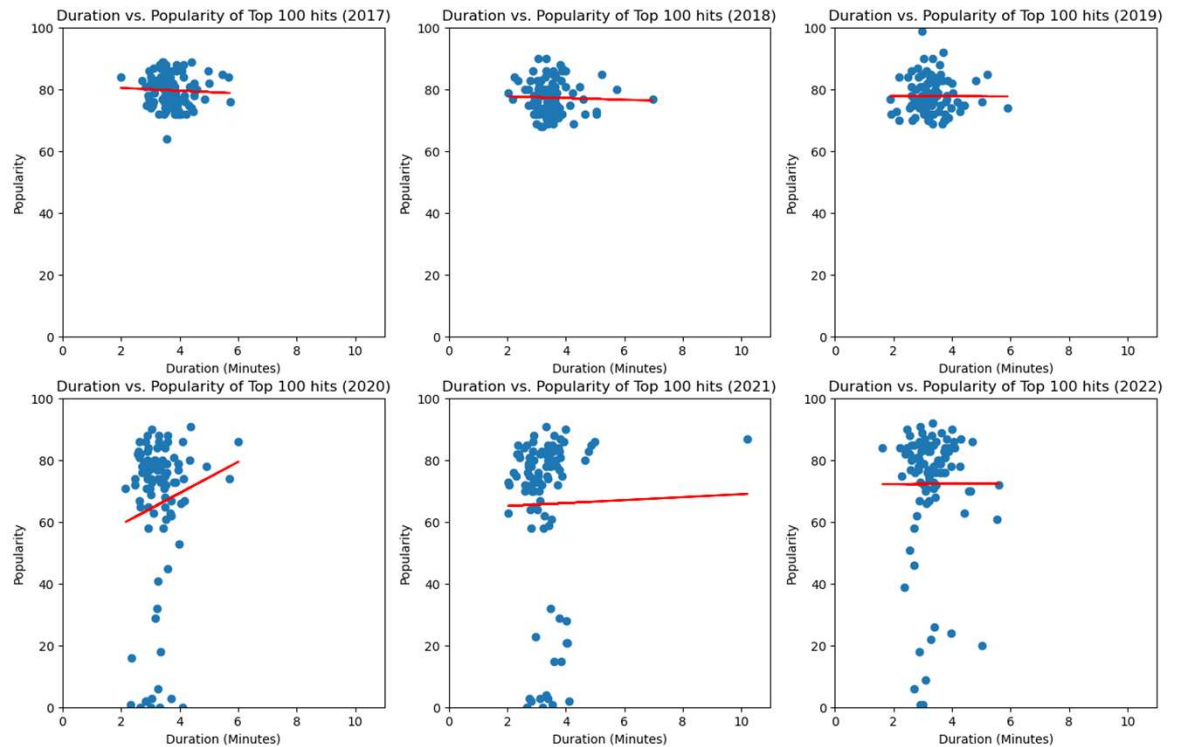 Duration vs. Popularity of Top 100 hits (2017)
100
80
60
40
20
0
Popularity
0 2 4 6 8 10
Duration (Minutes)
Duration vs. Popularity of Top 100 hits (2018)
100
80
60
40
20
0
Popularity
0 2 4 6 8 10
Duration (Minutes)
Duration vs. Popularity of Top 100 hits (2019)
100
80
60
40
20
0
Popularity
0 2 4 6 8 10
Duration (Minutes)
Duration vs. Popularity of Top 100 hits (2020)
100
80
60
40
20
0
Popularity
0 2 4 6 8 10
Duration (Minutes)
Duration vs. Popularity of Top 100 hits (2021)
100
80
60
40
20
0
Popularity
0 2 4 6 8 10
Duration (Minutes)
Duration vs. Popularity of Top 100 hits (2022)
100
80
60
40
20
0
Popularity
0 2 4 6 8 10
Duration (Minutes)